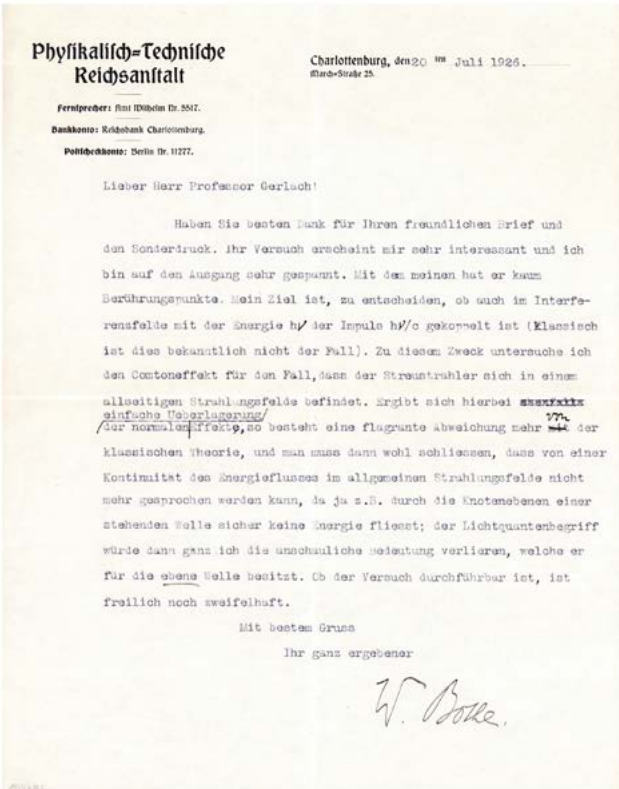 Physikalisch-Technische
Reichsanstalt
Fernsprecher: Amt Wilhelm Nr. 5517.
Bankkonto: Reichsbank Charlottenburg.
Postscheckkonto: Berlin Nr. 11277.
Charlottenburg, den 20 ten Juli 1926.
March-Straße 25.
Lieber Herr Professor Gerlach!
Haben Sie besten Dank für Ihren freundlichen Brief und
den Sonderdruck. Ihr Versuch erscheint mir sehr interessant und ich
bin auf den Ausgang sehr gespannt. Mit dem meinen hat er kaum
Berührungspunkte. Mein Ziel ist, zu entscheiden, ob auch im Interfe-
renzfelde mit der Energie hν der Impuls hν/c gekoppelt ist (klassisch
ist dies bekanntlich nicht der Fall). Zu diesem Zweck untersuche ich
den Comtoneffekt für den Fall, dass der Streustrahler sich in einem
allseitigen Strahlungsfelde befindet. Ergibt sich hierbei
einfache Ueberlagerung/
/der normalen Effekte, so besteht eine flagrante Abweichung mehr von der
klassischen Theorie, und man muss dann wohl schliessen, dass von einer
Kontinuität des Energieflusses im allgemeinen Strahlungsfelde nicht
mehr gesprochen werden kann, da ja z.B. durch die Knotenebenen einer
stehenden Welle sicher keine Energie fliesst; der Lichtquantenbegriff
würde dann ganz ich die anschauliche Bedeutung verlieren, welche er
für die ebene Welle besitzt. Ob der Versuch durchführbar ist, ist
freilich noch zweifelhaft.
Mit bestem Gruss
Ihr ganz ergebener
W. Bothe.